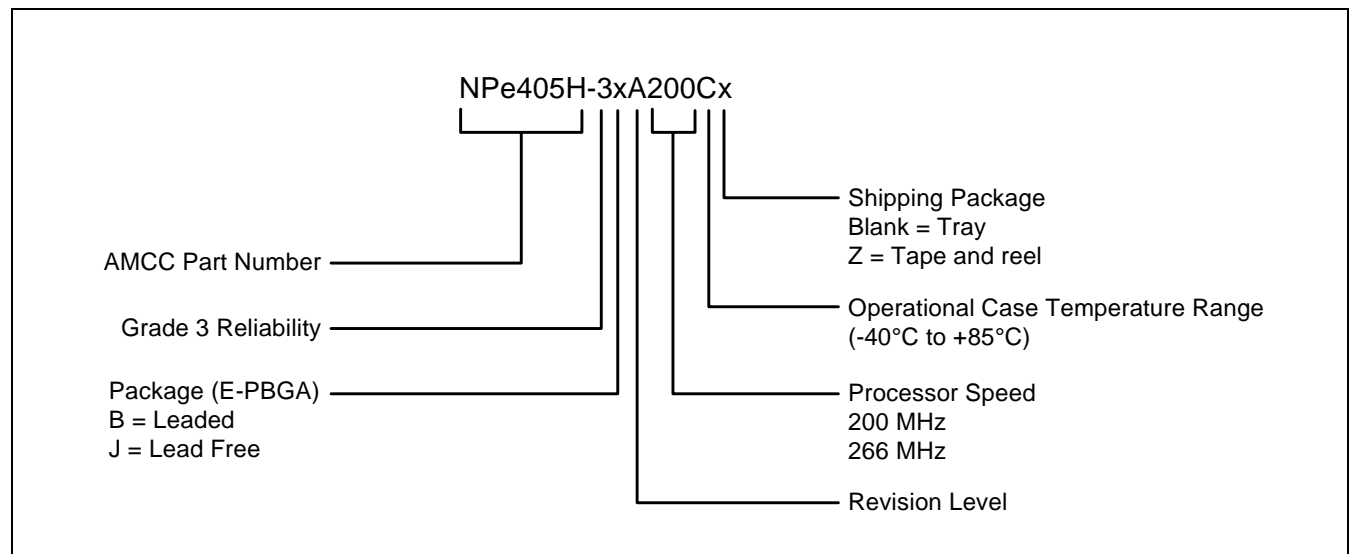 NPe405H-3xA200Cx
AMCC Part Number
Grade 3 Reliability
Package (E-PBGA)
B = Leaded
J = Lead Free
Shipping Package
Blank = Tray
Z = Tape and reel
Operational Case Temperature Range
(-40°C to +85°C)
Processor Speed
200 MHz
266 MHz
Revision Level